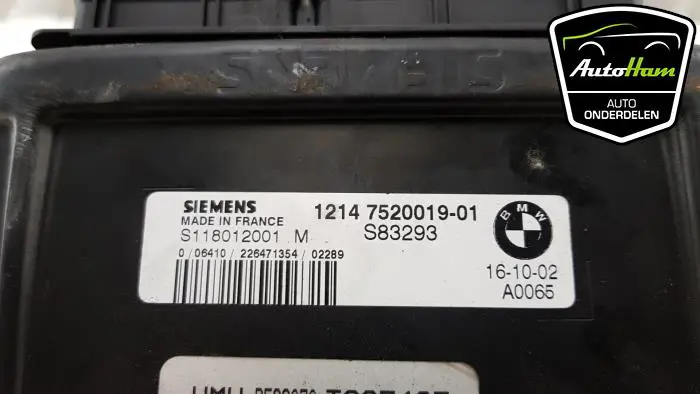 SIEMENS
AutoHam
AUTO
ONDERDELEN
SIEMENS 1214 7520019-01
MADE IN FRANCE
S118012001 M S83293
BMW
0 / 06410 / 226471354 / 02289
16-10-02
A0065